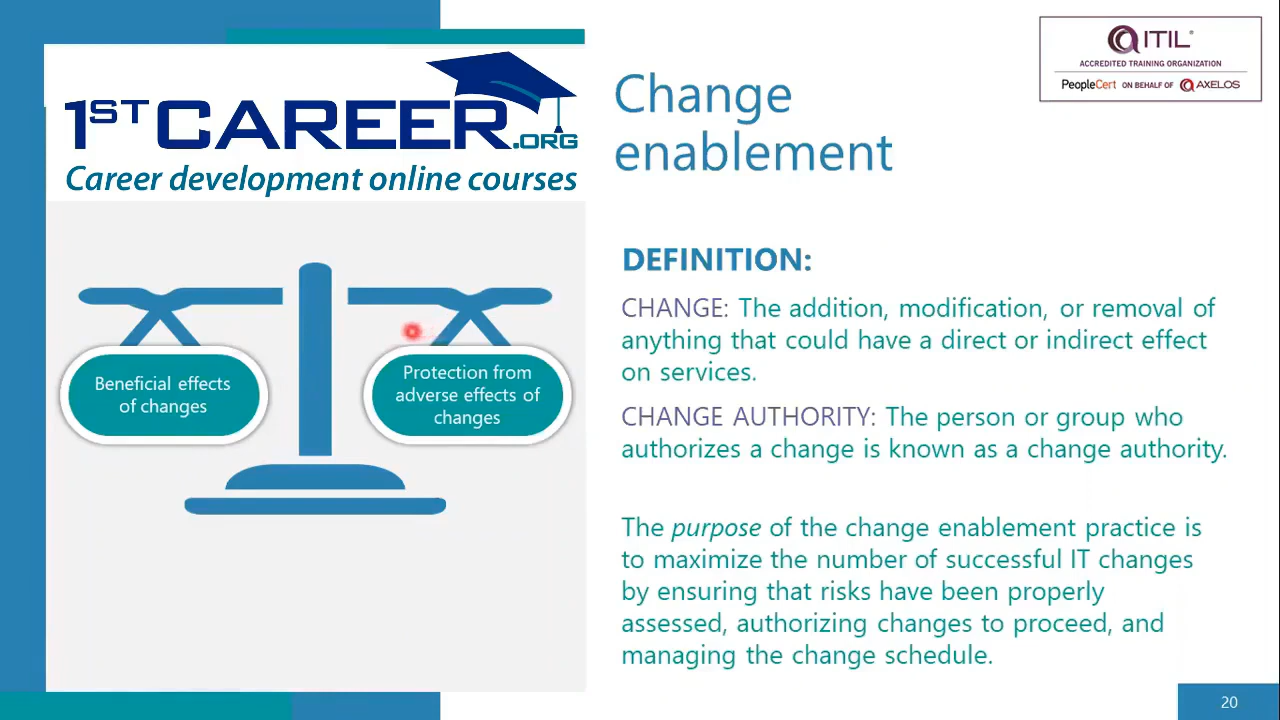 1ST CAREER.ORG
Career development online courses
ITIL®
ACCREDITED TRAINING ORGANIZATION
PeopleCert ON BEHALF OF AXELOS
Change
enablement
Beneficial effects
of changes
Protection from
adverse effects of
changes
DEFINITION:
CHANGE: The addition, modification, or removal of
anything that could have a direct or indirect effect
on services.
CHANGE AUTHORITY: The person or group who
authorizes a change is known as a change authority.
The purpose of the change enablement practice is
to maximize the number of successful IT changes
by ensuring that risks have been properly
assessed, authorizing changes to proceed, and
managing the change schedule.
20